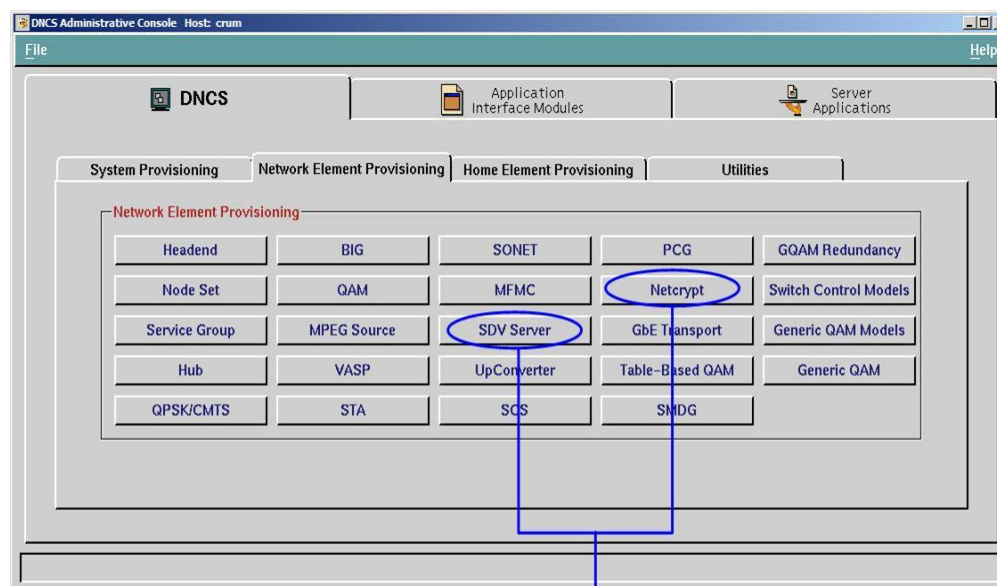 DNCS Administrative Console Host: crum
File Help
DNCS
Application
Interface Modules
Server
Applications
System Provisioning Network Element Provisioning Home Element Provisioning Utilities
Network Element Provisioning
Headend BIG SONET PCG GQAM Redundancy
Node Set QAM MFMC Netcrypt Switch Control Models
Service Group MPEG Source SDV Server GbE Transport Generic QAM Models
Hub VASP UpConverter Table-Based QAM Generic QAM
QPSK/CMTS STA SCS SMDG